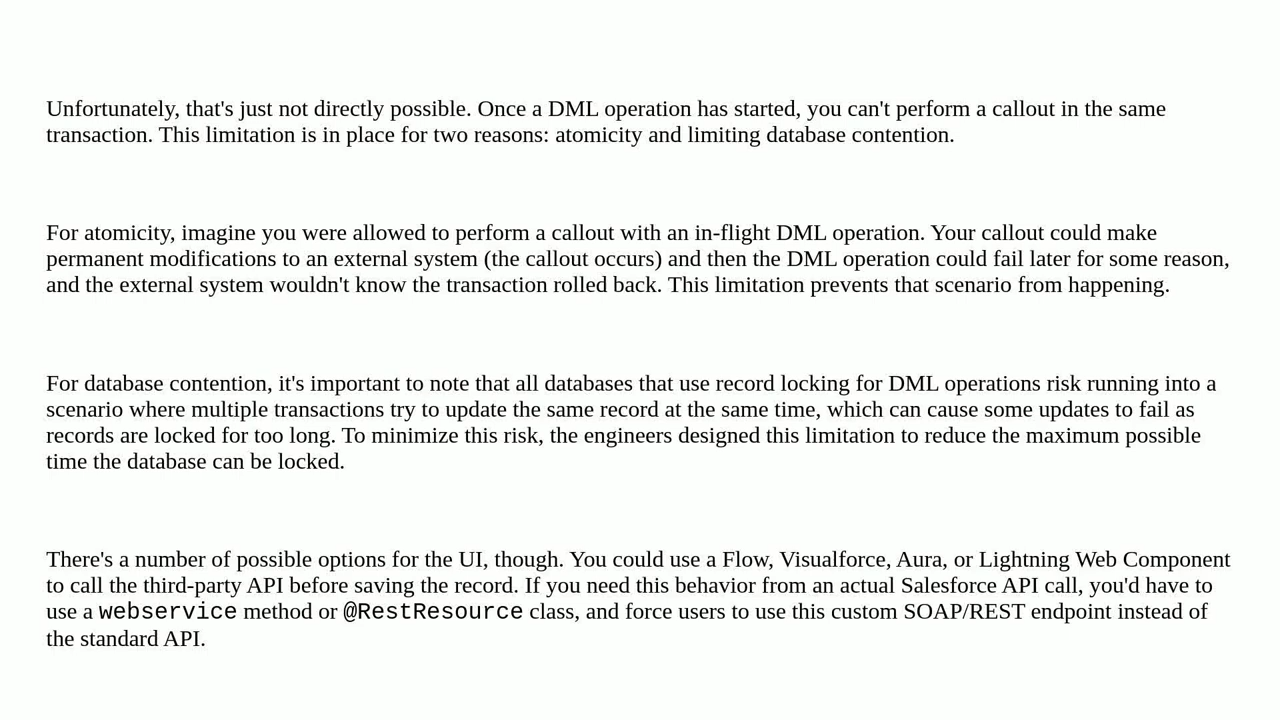 Unfortunately, that's just not directly possible. Once a DML operation has started, you can't perform a callout in the same
transaction. This limitation is in place for two reasons: atomicity and limiting database contention.
For atomicity, imagine you were allowed to perform a callout with an in-flight DML operation. Your callout could make
permanent modifications to an external system (the callout occurs) and then the DML operation could fail later for some reason,
and the external system wouldn't know the transaction rolled back. This limitation prevents that scenario from happening.
For database contention, it's important to note that all databases that use record locking for DML operations risk running into a
scenario where multiple transactions try to update the same record at the same time, which can cause some updates to fail as
records are locked for too long. To minimize this risk, the engineers designed this limitation to reduce the maximum possible
time the database can be locked.
There's a number of possible options for the UI, though. You could use a Flow, Visualforce, Aura, or Lightning Web Component
to call the third-party API before saving the record. If you need this behavior from an actual Salesforce API call, you'd have to
use a webservice method or @RestResource class, and force users to use this custom SOAP/REST endpoint instead of
the standard API.